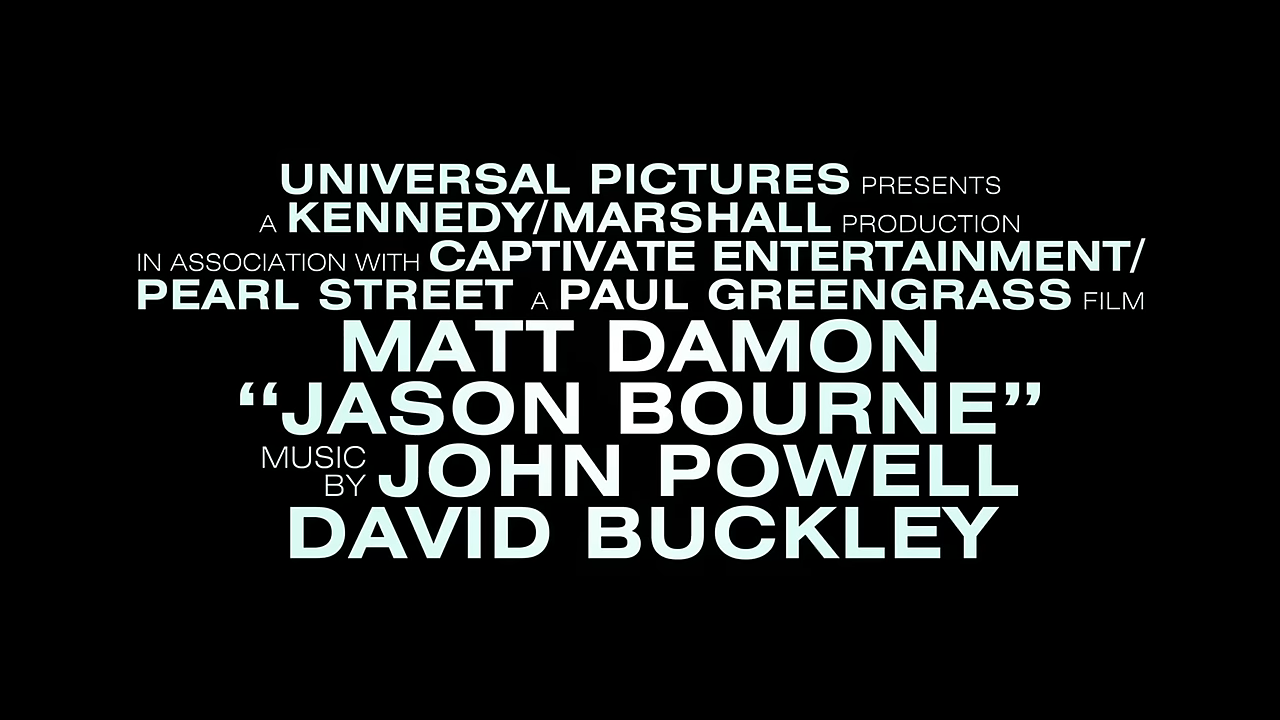 UNIVERSAL PICTURES PRESENTS
A KENNEDY/MARSHALL PRODUCTION
IN ASSOCIATION WITH CAPTIVATE ENTERTAINMENT/
PEARL STREET A PAUL GREENGRASS FILM
MATT DAMON
“JASON BOURNE”
MUSIC BY JOHN POWELL
DAVID BUCKLEY